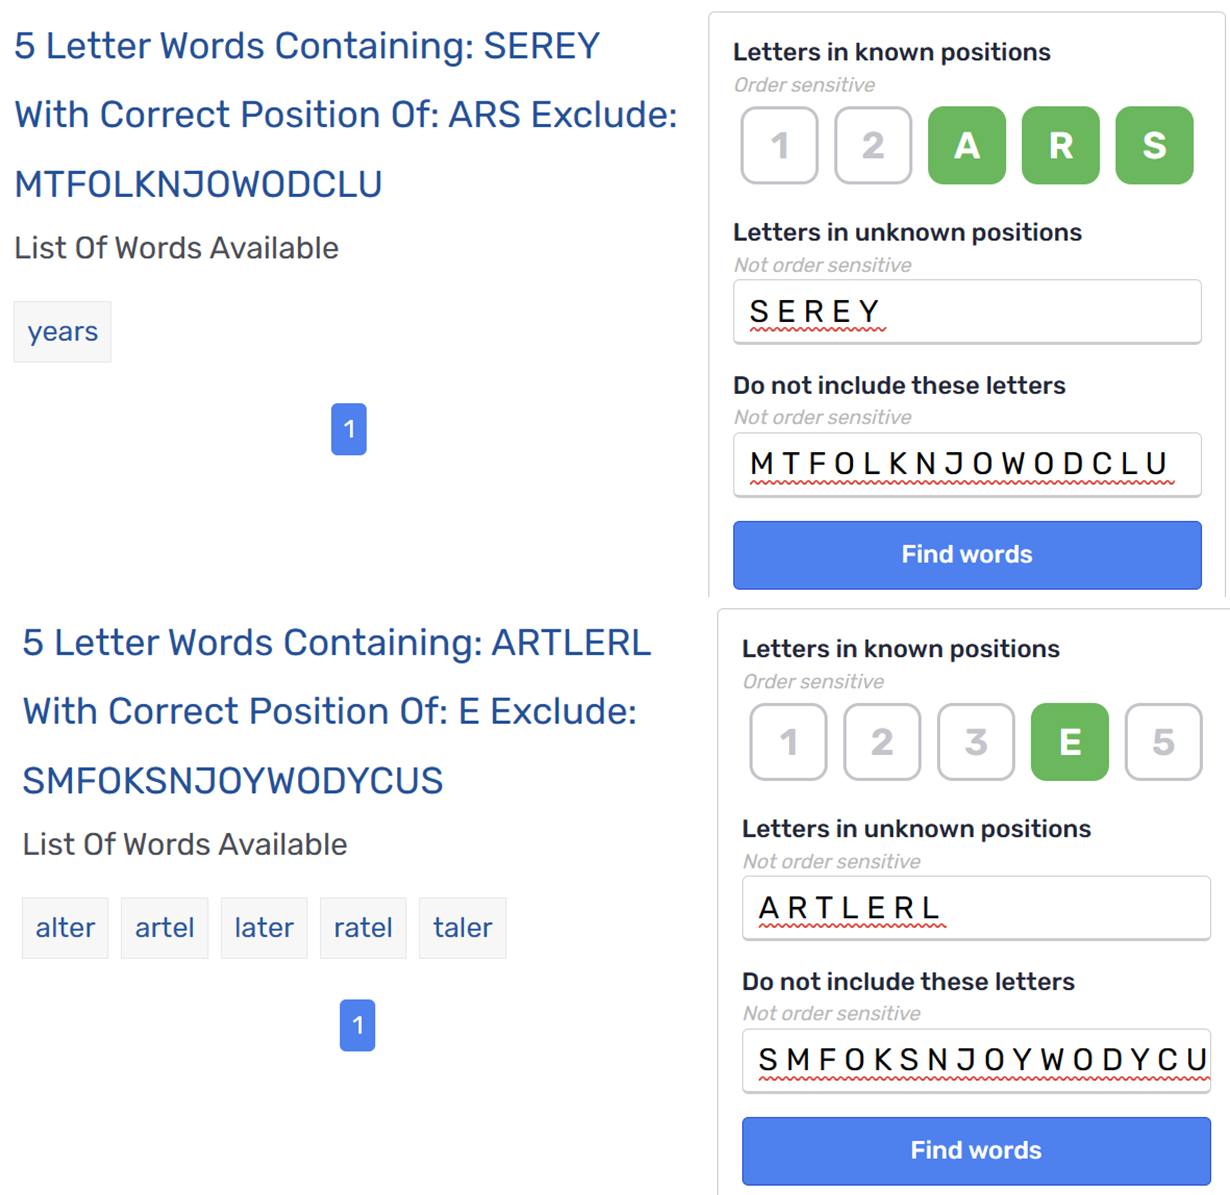 5 Letter Words Containing: SEREY
With Correct Position Of: ARS Exclude:
MTFOLKNJOWODCLU
List Of Words Available
years
1
Letters in known positions
Order sensitive
1 2 A R S
Letters in unknown positions
Not order sensitive
SEREY
Do not include these letters
Not order sensitive
MTFOLKNJOWODCLU
Find words
5 Letter Words Containing: ARTLERL
With Correct Position Of: E Exclude:
SMFOKSNJOYWODYCUS
List Of Words Available
alter artel later ratel taler
1
Letters in known positions
Order sensitive
1 2 3 E 5
Letters in unknown positions
Not order sensitive
ARTLERL
Do not include these letters
Not order sensitive
SMFOKSNJOYWODYCU
Find words